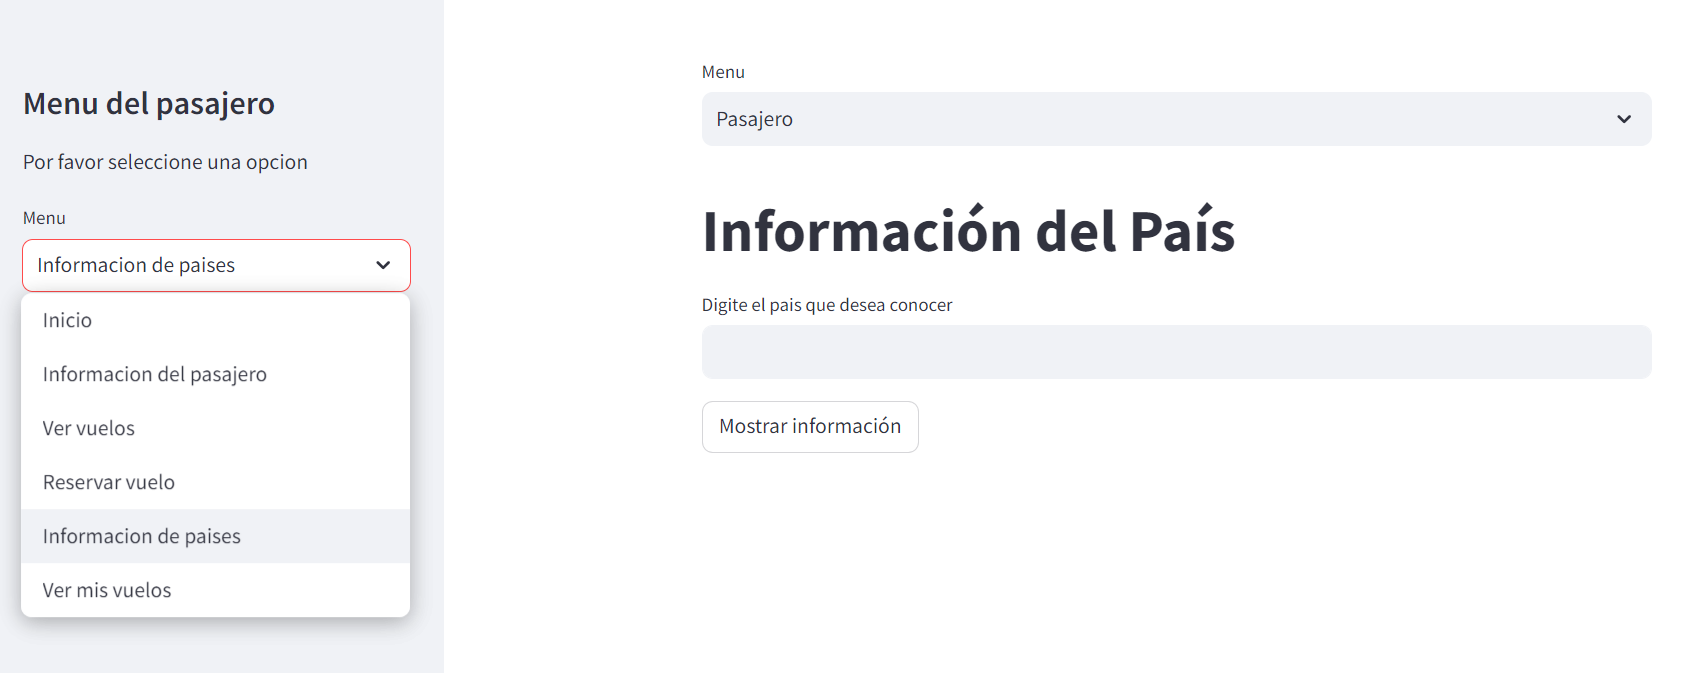 Menu del pasajero
Por favor seleccione una opcion
Menu
Informacion de paises
Inicio
Informacion del pasajero
Ver vuelos
Reservar vuelo
Informacion de paises
Ver mis vuelos
Menu
Pasajero
Información del País
Digite el pais que desea conocer
Mostrar información